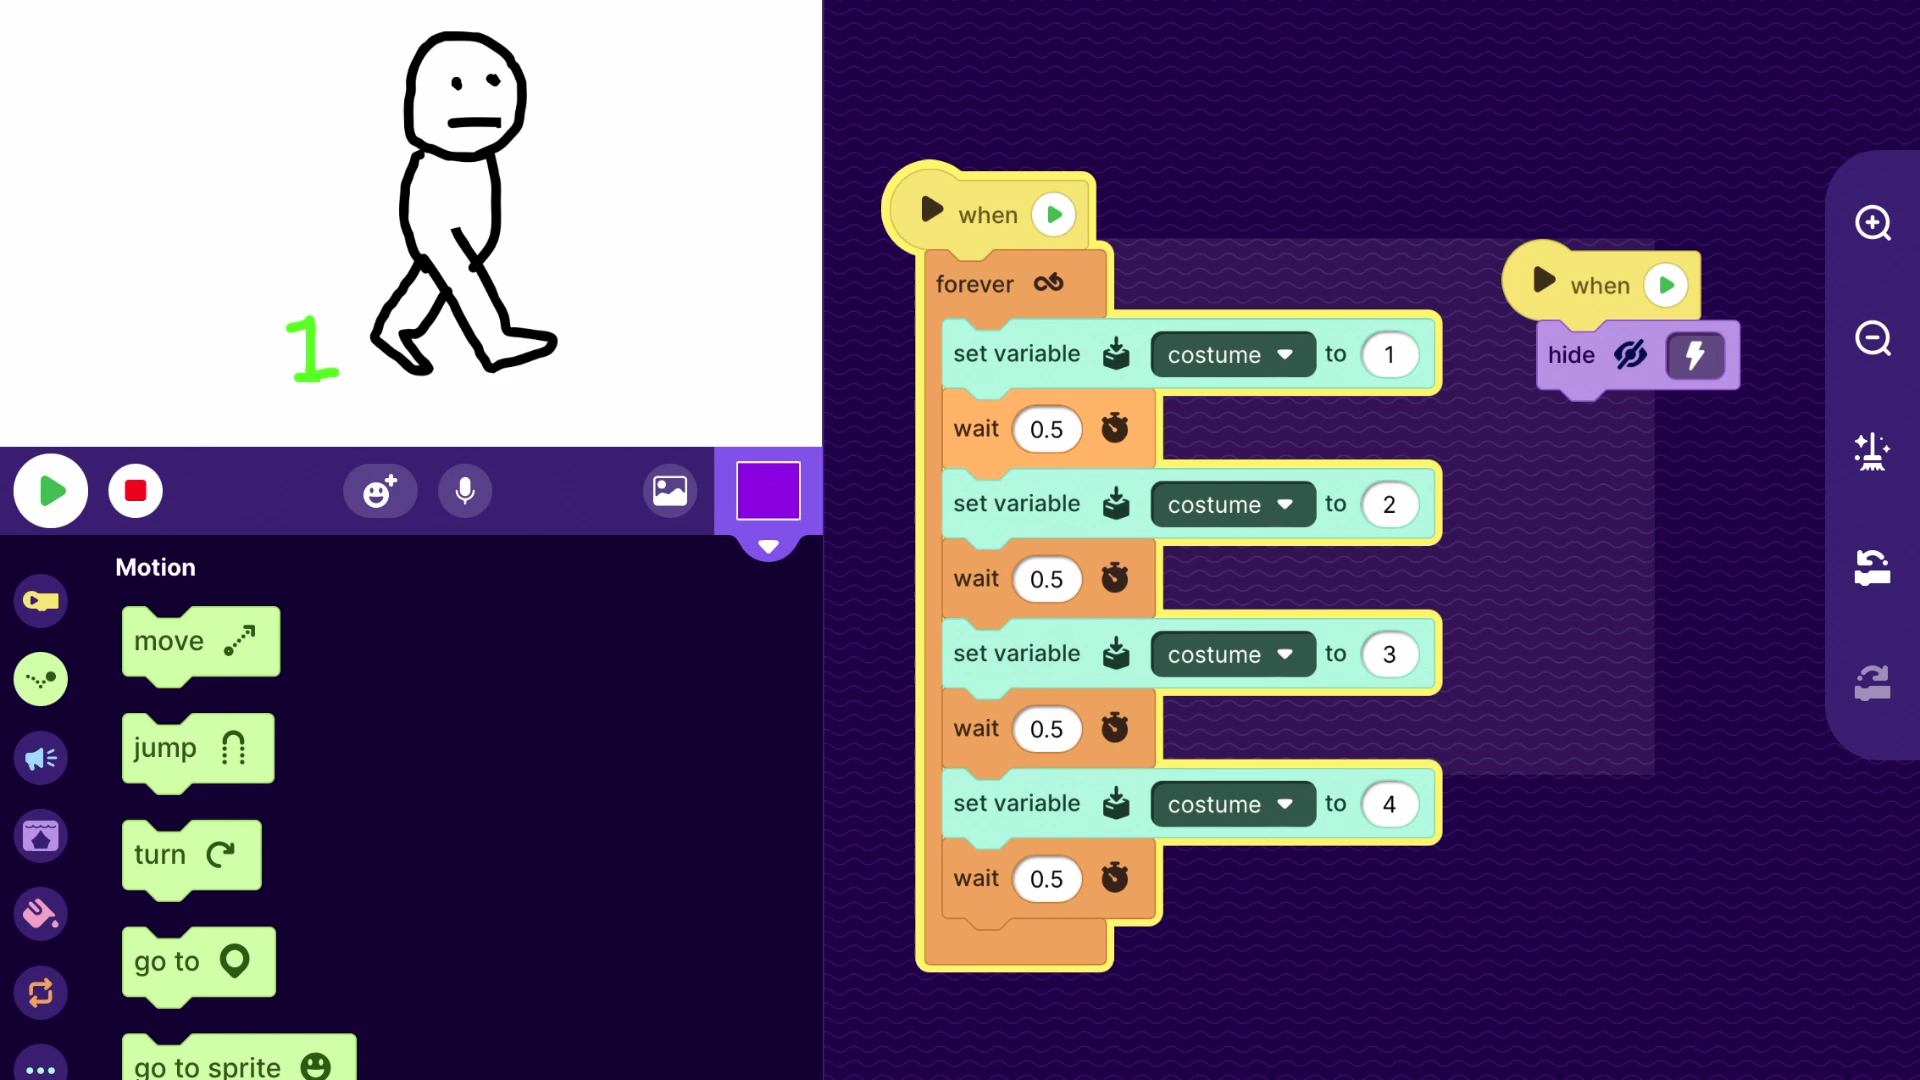 1
Motion
move
jump
turn
go to
go to sprite
when
forever
set variable costume to 1
wait 0.5
set variable costume to 2
wait 0.5
set variable costume to 3
wait 0.5
set variable costume to 4
wait 0.5
when
hide